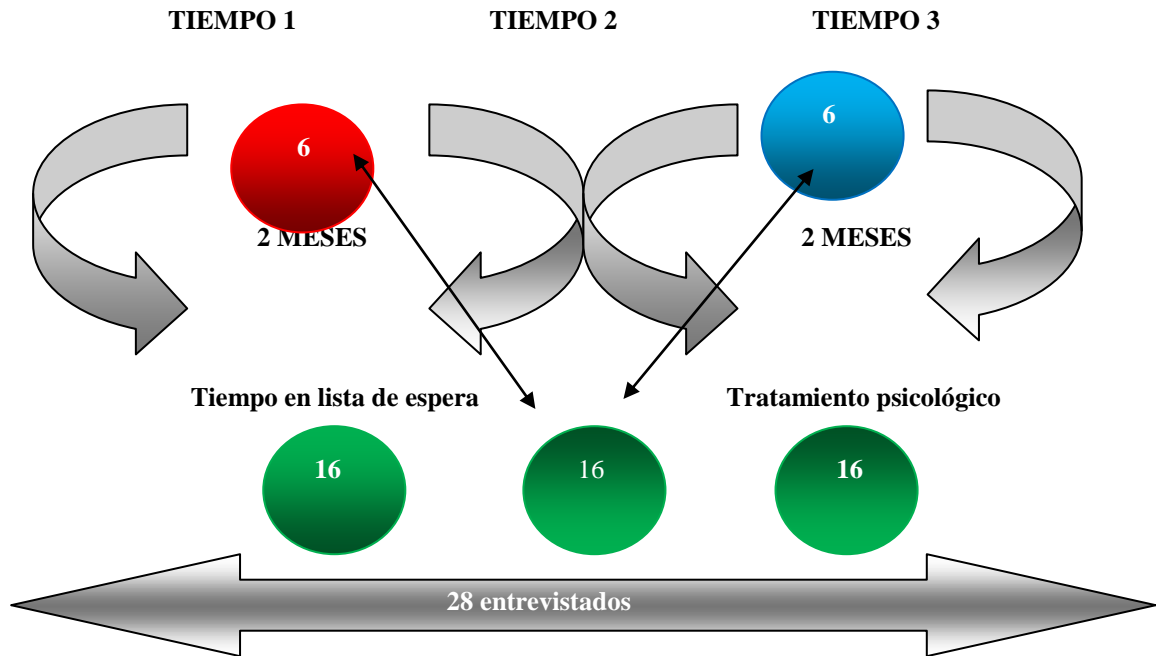 TIEMPO 1 TIEMPO 2 TIEMPO 3
6 6
2 MESES 2 MESES
Tiempo en lista de espera Tratamiento psicológico
16 16 16
28 entrevistados